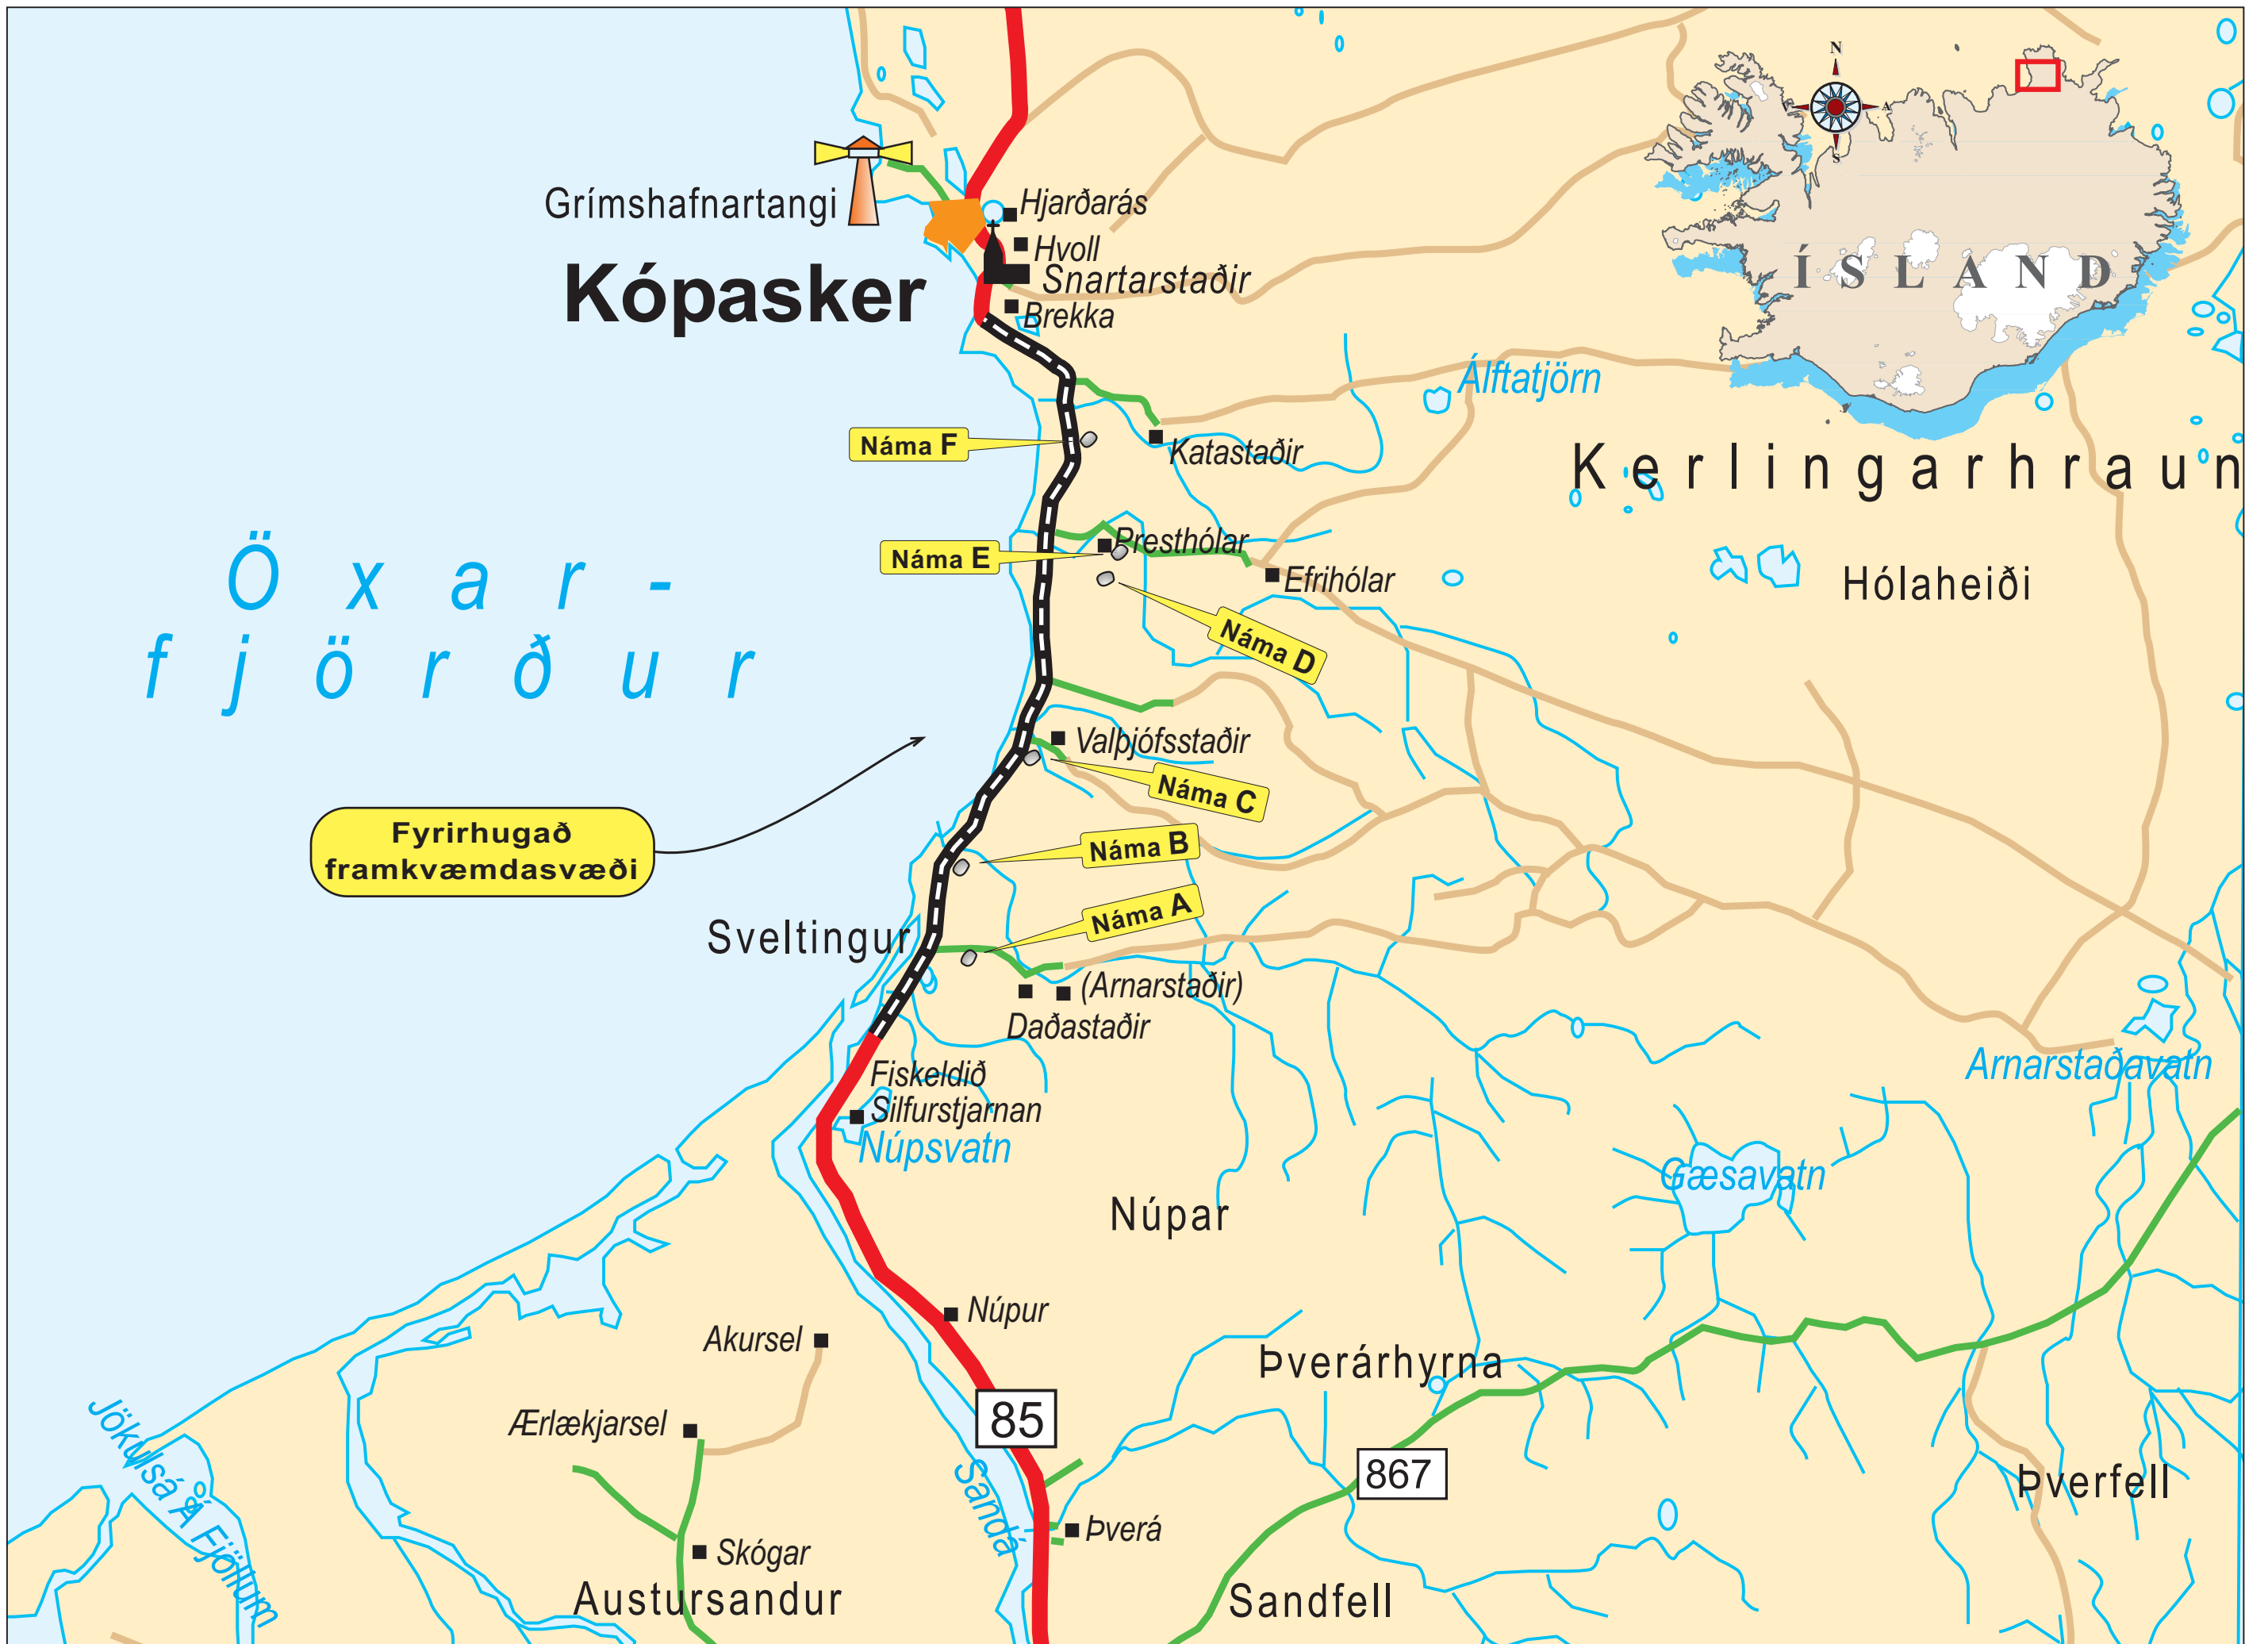 N
V
A
S
ÍSLAND
Grímshafnartangi
Hjarðarás
Hvoll
Snartarstaðir
Kópasker
Brekka
Álftatjörn
Náma F
Katastaðir
Kerlingarhraun
Öxar-
fjörður
Náma E
Presthólar
Efrihólar
Hólaheiði
Náma D
Valþjófsstaðir
Náma C
Fyrirhugað
framkvæmdasvæði
Náma B
Náma A
Sveltingur
(Arnarstaðir)
Daðastaðir
Fiskeldið
Silfurstjarnan
Núpsvatn
Arnarstaðavatn
Gæsavatn
Núpar
Núpur
Akursel
Þverárhyrna
Ærlækjarsel
85
867
Jökulsá Á Fjöllum
Sandá
Þverfell
Þverá
Skógar
Austursandur
Sandfell